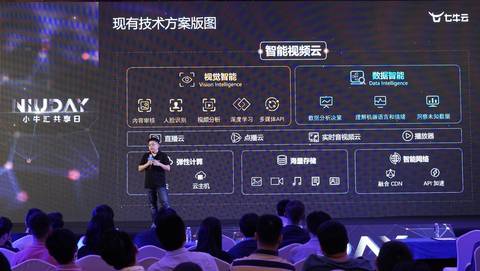 现有技术方案版图
七牛云
智能视频云
视觉智能
Vision Intelligence
数据智能
Data Intelligence
内容审核
人脸识别
视频分析
深度学习
多媒体API
数据分析决策
理解机器语言和情绪
洞察未知数据
NIUDAY
小牛汇共享日
直播云
点播云
实时音视频云
播放器
弹性计算
海量存储
智能网络
云主机
融合 CDN
API 加速